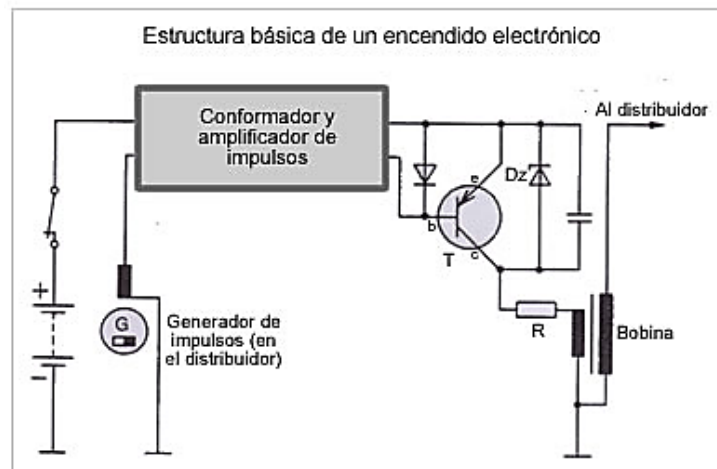 Estructura básica de un encendido electrónico
Conformador y
amplificador de
impulsos
Al distribuidor
e
Dz
b
c
T
+
G
Generador de
impulsos (en
el distribuidor)
R
Bobina
−